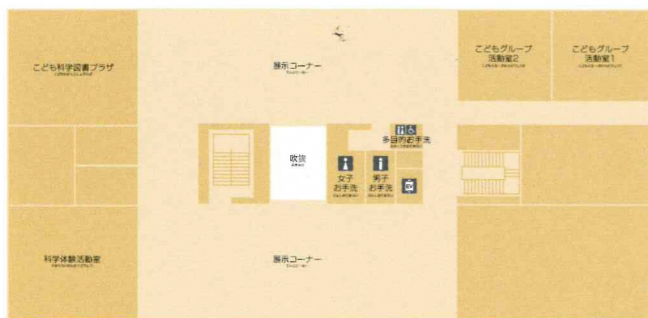 こども科学図書プラザ
展示コーナー
こどもグループ
活動室2
こどもグループ
活動室1
多目的お手洗
吹抜
女子
お手洗
男子
お手洗
科学体験活動室
展示コーナー